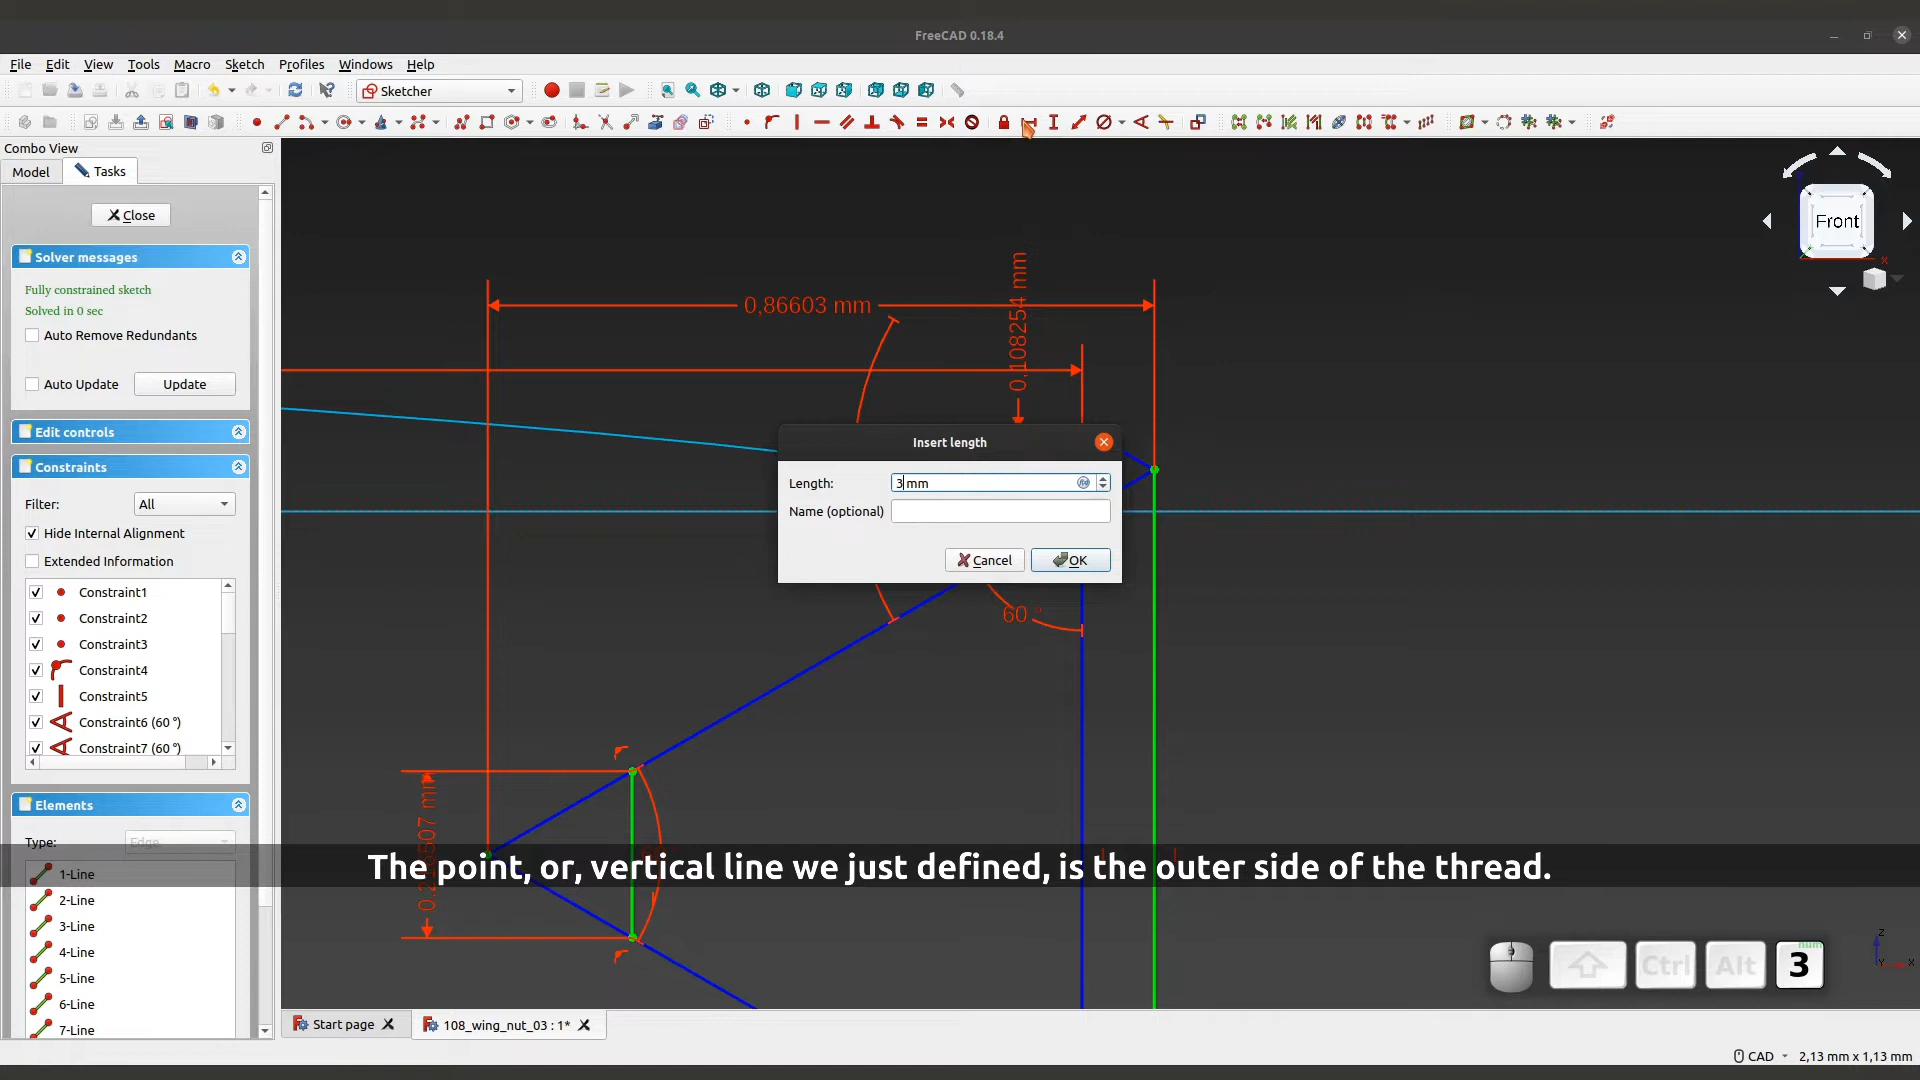 FreeCAD 0.18.4
File Edit View Tools Macro Sketch Profiles Windows Help
Sketcher
Combo View
Model Tasks
Close
Solver messages
Fully constrained sketch
Solved in 0 sec
Auto Remove Redundants
Auto Update Update
Edit controls
Constraints
Filter: All
Hide Internal Alignment
Extended Information
Constraint1
Constraint2
Constraint3
Constraint4
Constraint5
Constraint6 (60 °)
Constraint7 (60 °)
Elements
Type: Edge
1-Line
2-Line
3-Line
4-Line
5-Line
6-Line
7-Line
0,86603 mm
0,108254 mm
Front
x
Insert length
Length: 3 mm
Name (optional)
Cancel OK
60 °
The point, or, vertical line we just defined, is the outer side of the thread.
Ctrl Alt num 3
Z
Y X
Start page 108_wing_nut_03 : 1*
CAD 2,13 mm x 1,13 mm